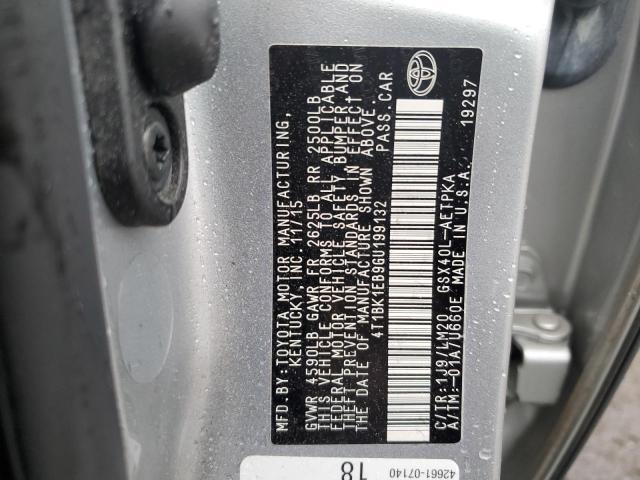 MFD.BY:TOYOTA MOTOR MANUFACTURING,
KENTUCKY, INC. 11/15
GVWR 4590LB GAWR FR 2625LB RR 2500LB
THIS VEHICLE CONFORMS TO ALL APPLICABLE
FEDERAL MOTOR VEHICLE SAFETY, BUMPER, AND
THEFT PREVENTION STANDARDS IN EFFECT ON
THE DATE OF MANUFACTURE SHOWN ABOVE.
4T1BK1EB9GU199132 PASS. CAR
C/TR:1J9/LM20 GSX40L-AETPKA 19297
A/TM:-01A/U660E MADE IN U.S.A.
42661-07140
18